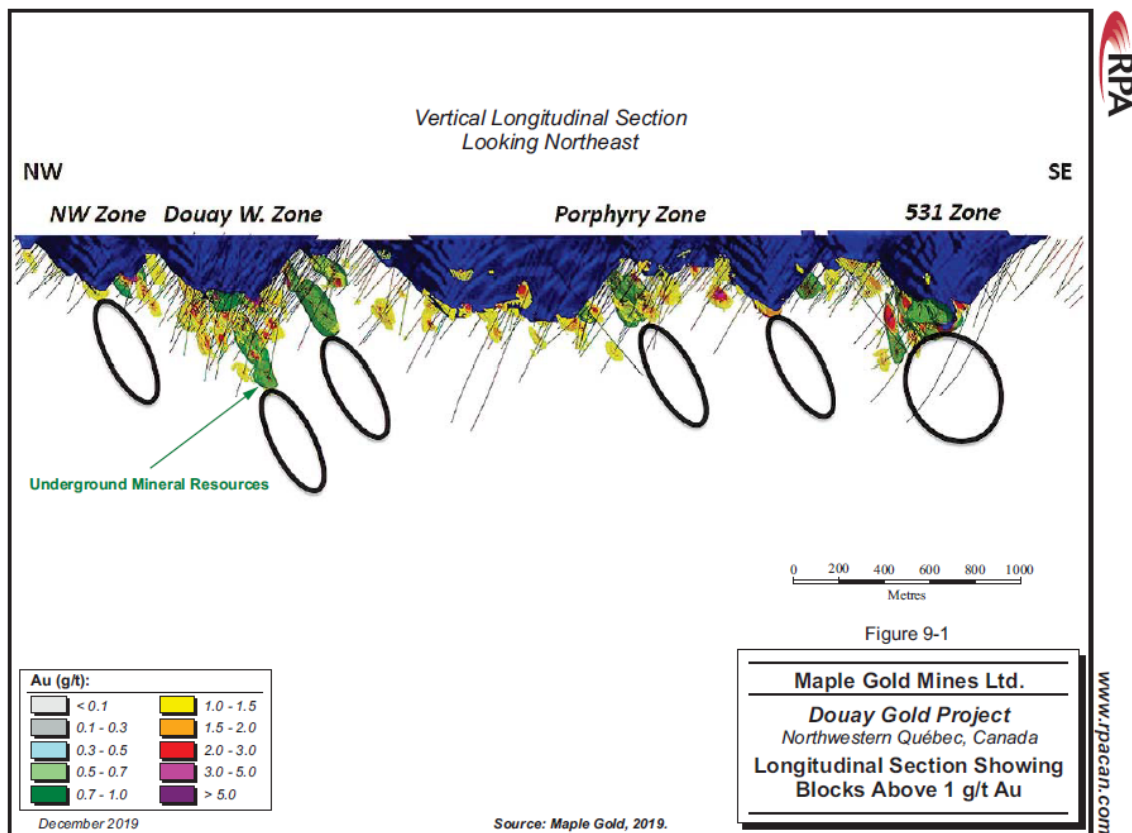 RPA
Vertical Longitudinal Section
Looking Northeast
NW
SE
NW Zone
Douay W. Zone
Porphyry Zone
531 Zone
Underground Mineral Resources
0 200 400 600 800 1000
Metres
Figure 9-1
Maple Gold Mines Ltd.
Douay Gold Project
Northwestern Québec, Canada
Longitudinal Section Showing
Blocks Above 1 g/t Au
Au (g/t):
< 0.1
0.1 - 0.3
0.3 - 0.5
0.5 - 0.7
0.7 - 1.0
1.0 - 1.5
1.5 - 2.0
2.0 - 3.0
3.0 - 5.0
> 5.0
December 2019
Source: Maple Gold, 2019.
www.rpacan.com